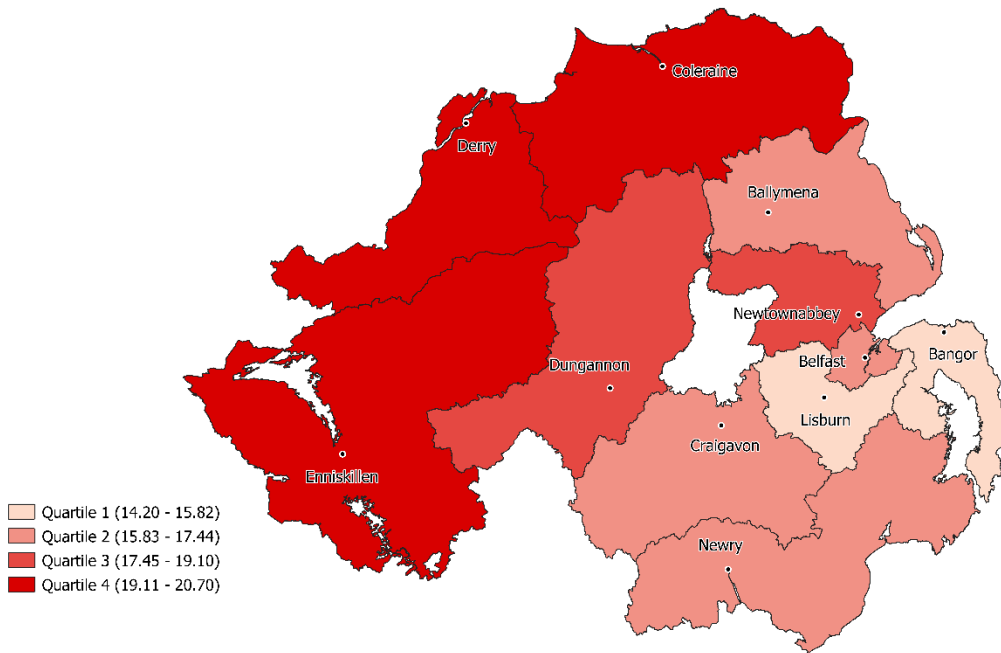 Coleraine
Derry
Ballymena
Newtownabbey
Belfast
Bangor
Dungannon
Lisburn
Craigavon
Enniskillen
Newry
Quartile 1 (14.20 - 15.82)
Quartile 2 (15.83 - 17.44)
Quartile 3 (17.45 - 19.10)
Quartile 4 (19.11 - 20.70)